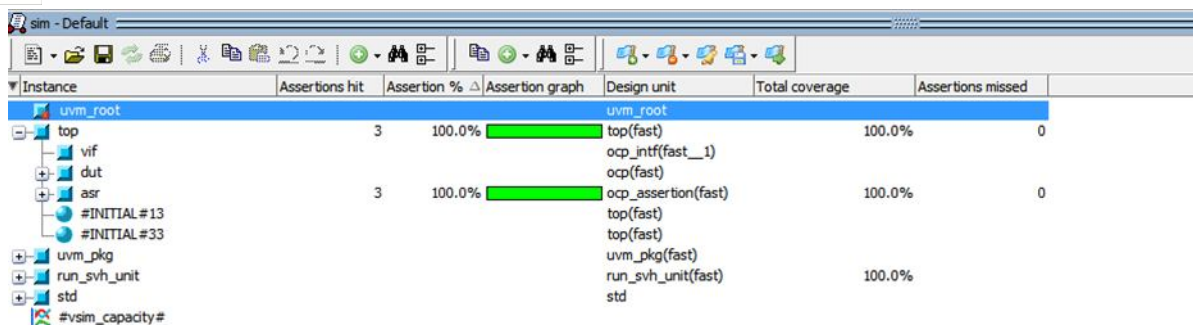 sim - Default
Instance Assertions hit Assertion % Assertion graph Design unit Total coverage Assertions missed
uvm_root uvm_root
top 3 100.0% top(fast) 100.0% 0
vif ocp_intf(fast__1)
dut ocp(fast)
asr 3 100.0% ocp_assertion(fast) 100.0% 0
#INITIAL#13 top(fast)
#INITIAL#33 top(fast)
uvm_pkg uvm_pkg(fast)
run_svh_unit run_svh_unit(fast) 100.0%
std std
#vsim_capacity#